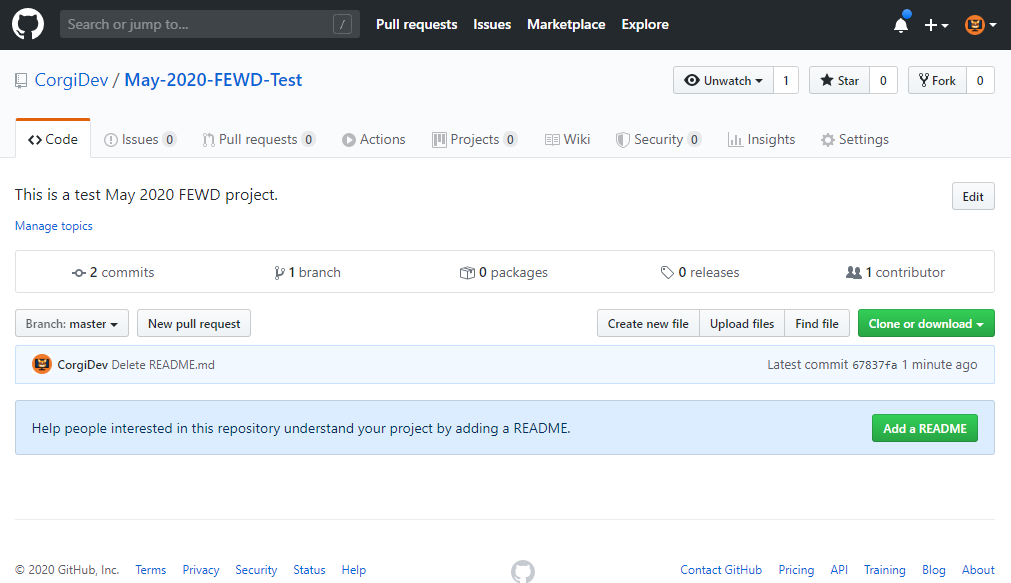 Search or jump to... / Pull requests Issues Marketplace Explore
CorgiDev / May-2020-FEWD-Test Unwatch 1 Star 0 Fork 0
Code Issues 0 Pull requests 0 Actions Projects 0 Wiki Security 0 Insights Settings
This is a test May 2020 FEWD project. Edit
Manage topics
2 commits 1 branch 0 packages 0 releases 1 contributor
Branch: master New pull request Create new file Upload files Find file Clone or download
CorgiDev Delete README.md Latest commit 67837fa 1 minute ago
Help people interested in this repository understand your project by adding a README. Add a README
© 2020 GitHub, Inc. Terms Privacy Security Status Help Contact GitHub Pricing API Training Blog About